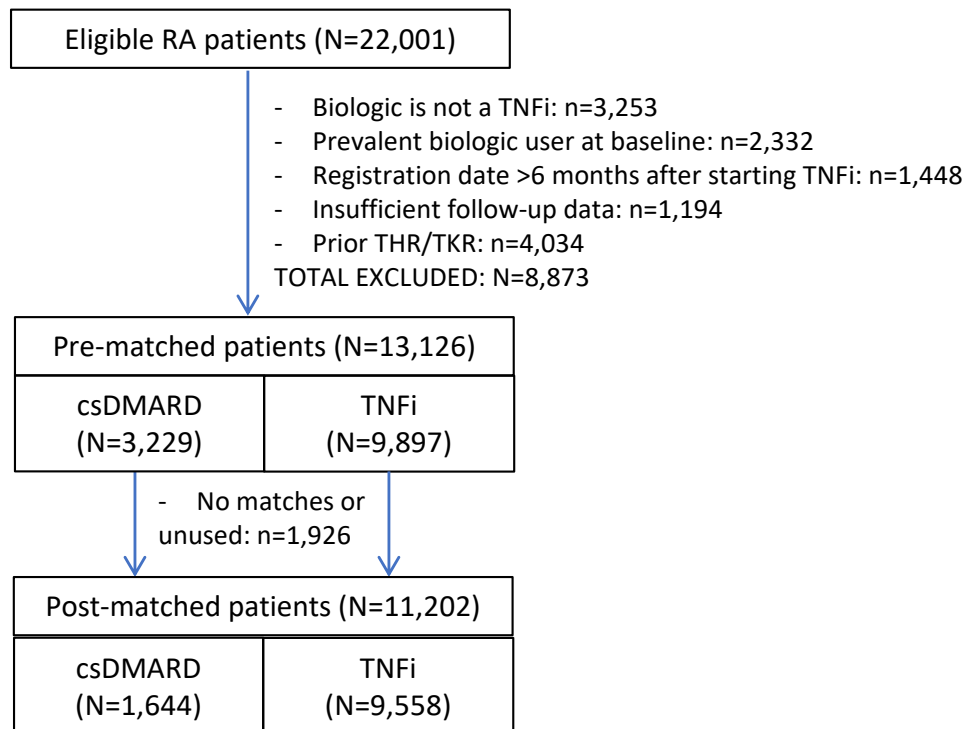 Eligible RA patients (N=22,001)
- Biologic is not a TNFi: n=3,253
- Prevalent biologic user at baseline: n=2,332
- Registration date >6 months after starting TNFi: n=1,448
- Insufficient follow-up data: n=1,194
- Prior THR/TKR: n=4,034
TOTAL EXCLUDED: N=8,873
Pre-matched patients (N=13,126)
csDMARD
(N=3,229)
TNFi
(N=9,897)
- No matches or
unused: n=1,926
Post-matched patients (N=11,202)
csDMARD
(N=1,644)
TNFi
(N=9,558)